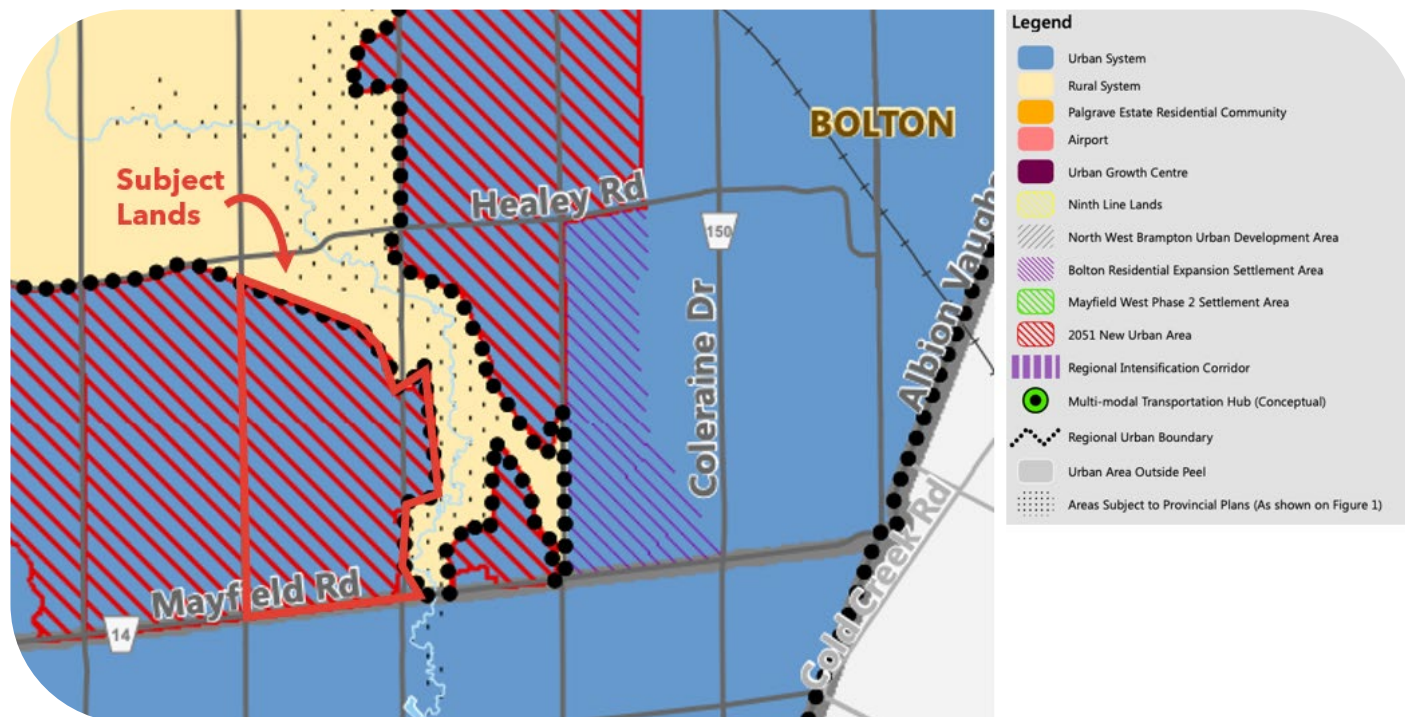 BOLTON
Subject
Lands
Healey Rd
150
Coleraine Dr
Albion Vaugh
Mayfield Rd
14
Cold Creek Rd
Legend
Urban System
Rural System
Palgrave Estate Residential Community
Airport
Urban Growth Centre
Ninth Line Lands
North West Brampton Urban Development Area
Bolton Residential Expansion Settlement Area
Mayfield West Phase 2 Settlement Area
2051 New Urban Area
Regional Intensification Corridor
Multi-modal Transportation Hub (Conceptual)
Regional Urban Boundary
Urban Area Outside Peel
Areas Subject to Provincial Plans (As shown on Figure 1)